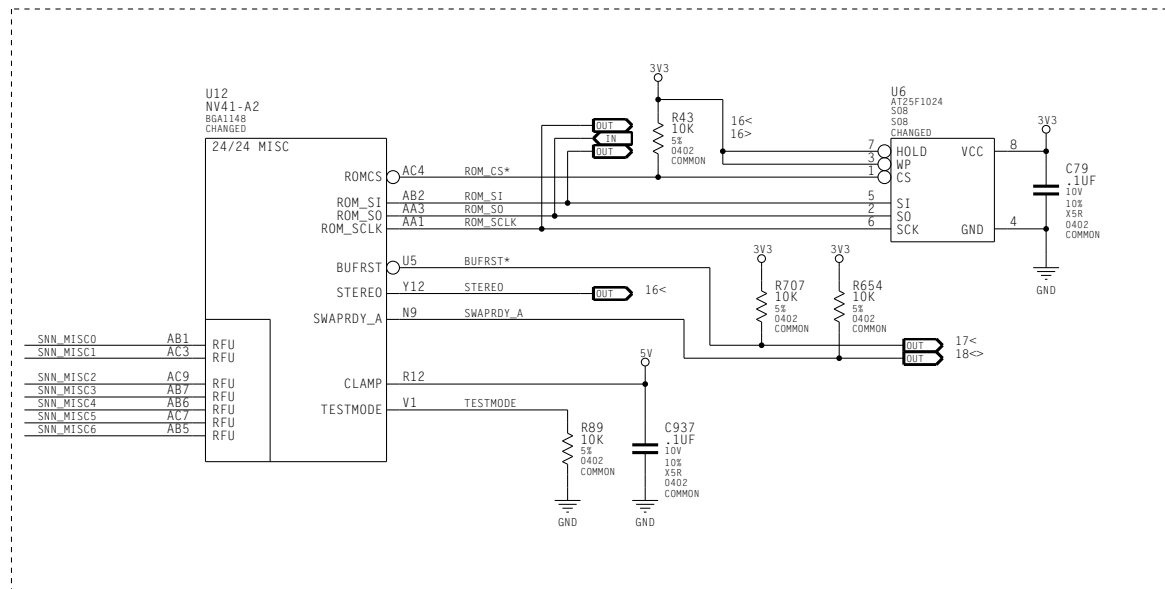 U12
NV41-A2
BGA1148
CHANGED
24/24 MISC
ROMCS AC4 ROM_CS*
ROM_SI AB2 ROM_SI
ROM_SO AA3 ROM_SO
ROM_SCLK AA1 ROM_SCLK
BUFRST U5 BUFRST*
STEREO Y12 STEREO
SWAPRDY_A N9 SWAPRDY_A
CLAMP R12
TESTMODE V1 TESTMODE
SNN_MISC0 AB1 RFU
SNN_MISC1 AC3 RFU
SNN_MISC2 AC9 RFU
SNN_MISC3 AB7 RFU
SNN_MISC4 AB6 RFU
SNN_MISC5 AC7 RFU
SNN_MISC6 AB5 RFU
OUT
IN
OUT
3V3
R43
10K
5%
0402
COMMON
16<
16>
U6
AT25F1024
SO8
SO8
CHANGED
7 HOLD VCC 8
3 WP
1 CS
5 SI
2 SO
6 SCK GND 4
3V3
C79
.1UF
10V
10%
X5R
0402
COMMON
GND
OUT 16<
3V3
R707
10K
5%
0402
COMMON
3V3
R654
10K
5%
0402
COMMON
OUT 17<
OUT 18<>
5V
R89
10K
5%
0402
COMMON
GND
C937
.1UF
10V
10%
X5R
0402
COMMON
GND